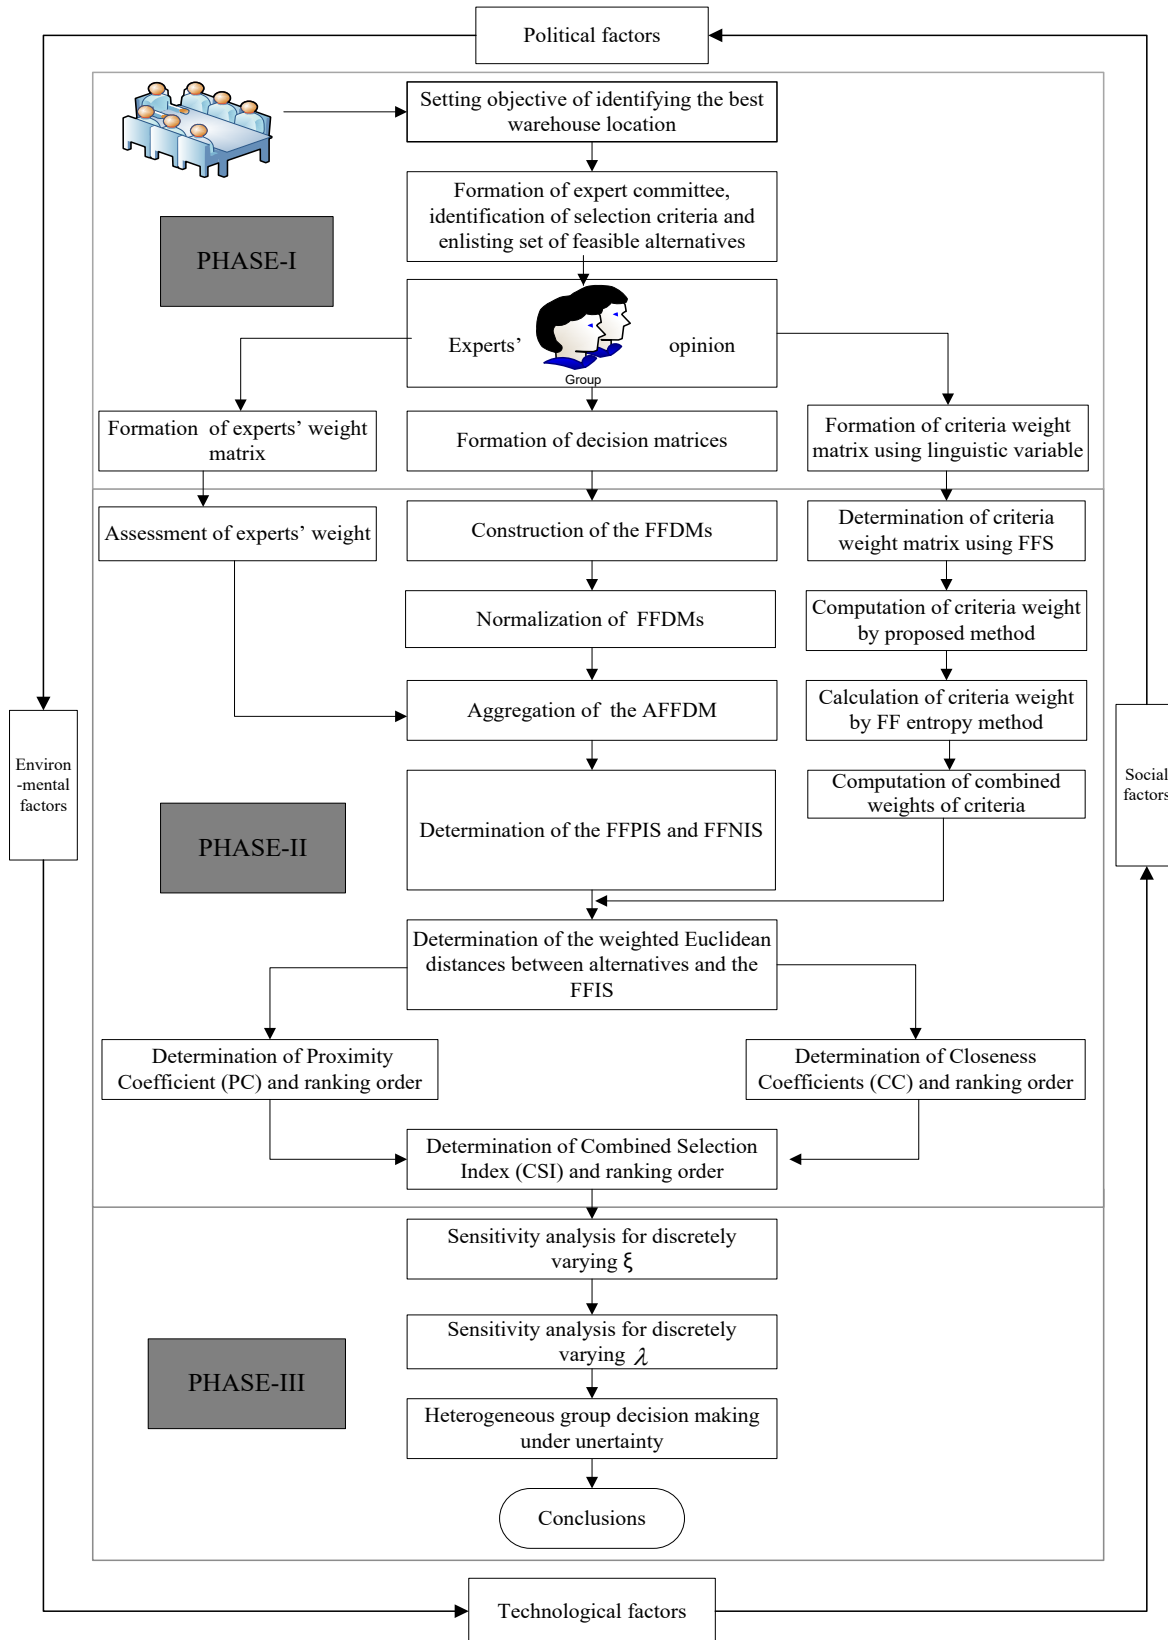 Political factors
Setting objective of identifying the best
warehouse location
Formation of expert committee,
identification of selection criteria and
enlisting set of feasible alternatives
PHASE-I
Experts’ opinion
Group
Formation of experts’ weight
matrix
Formation of decision matrices
Formation of criteria weight
matrix using linguistic variable
Assessment of experts’ weight
Construction of the FFDMs
Determination of criteria
weight matrix using FFS
Normalization of FFDMs
Computation of criteria weight
by proposed method
Aggregation of the AFFDM
Calculation of criteria weight
by FF entropy method
Environ
-mental
factors
Social
factors
Computation of combined
weights of criteria
Determination of the FFPIS and FFNIS
PHASE-II
Determination of the weighted Euclidean
distances between alternatives and the
FFIS
Determination of Proximity
Coefficient (PC) and ranking order
Determination of Closeness
Coefficients (CC) and ranking order
Determination of Combined Selection
Index (CSI) and ranking order
Sensitivity analysis for discretely
varying ξ
Sensitivity analysis for discretely
varying λ
PHASE-III
Heterogeneous group decision making
under unertainty
Conclusions
Technological factors